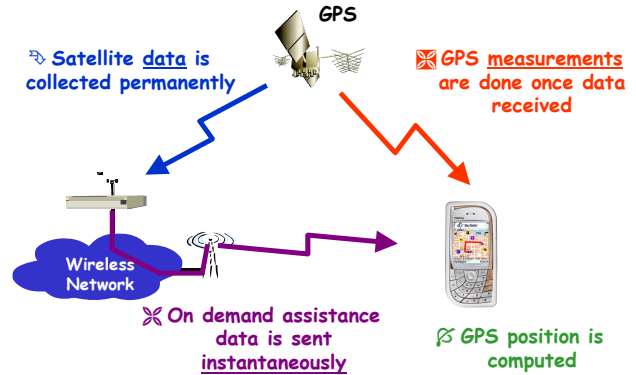 GPS
Satellite data is
collected permanently
GPS measurements
are done once data
received
Wireless
Network
On demand assistance
data is sent
instantaneously
GPS position is
computed